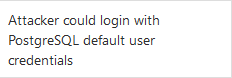 Attacker could login with
PostgreSQL default user
credentials